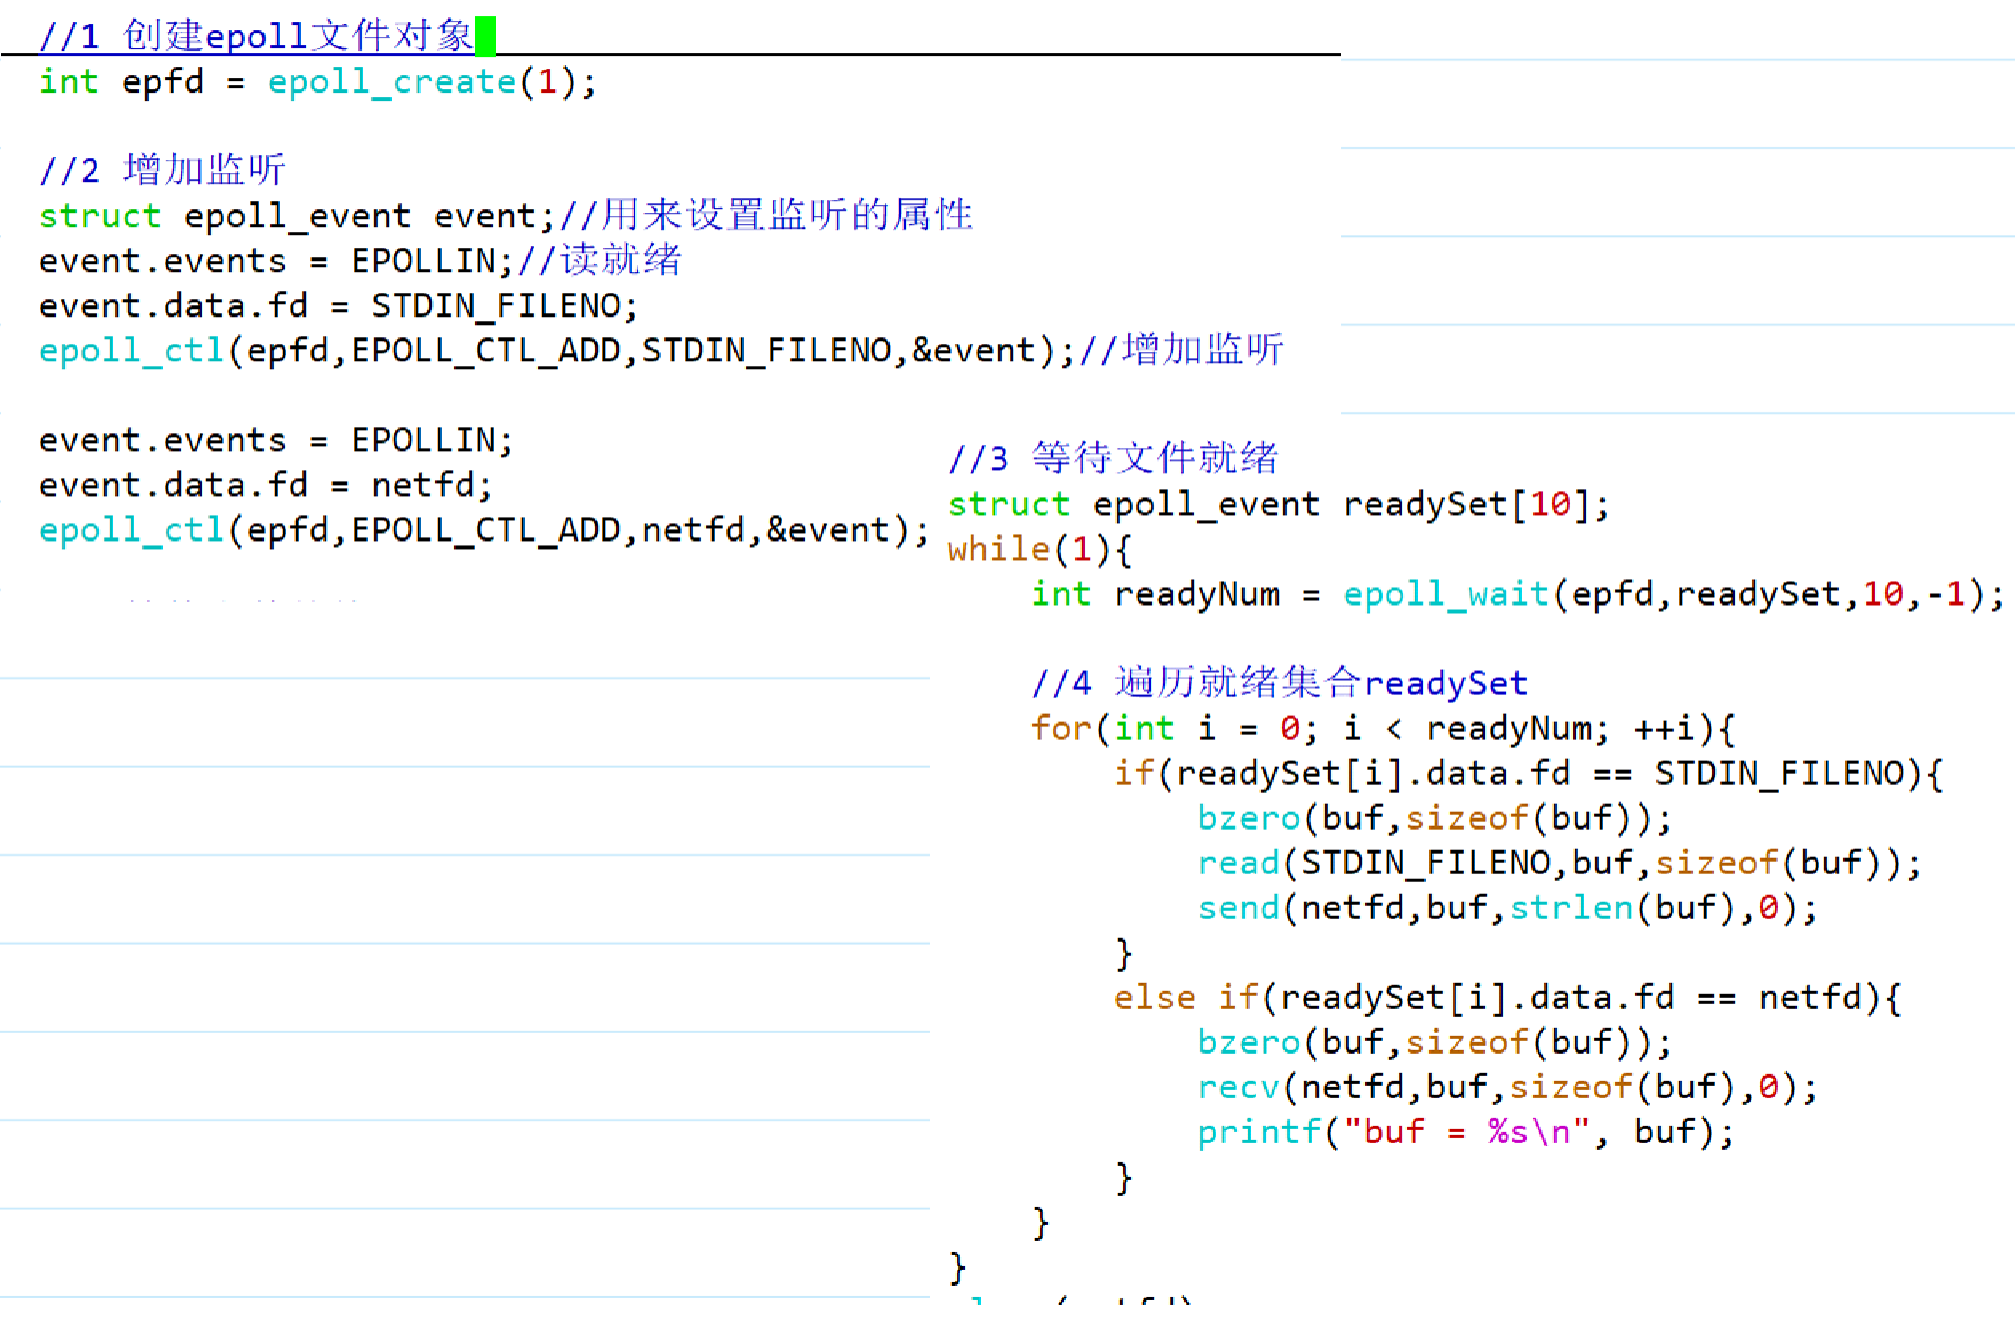 //1 创建epoll文件对象
int epfd = epoll_create(1);
//2 增加监听
struct epoll_event event;//用来设置监听的属性
event.events = EPOLLIN;//读就绪
event.data.fd = STDIN_FILENO;
epoll_ctl(epfd,EPOLL_CTL_ADD,STDIN_FILENO,&event);//增加监听
event.events = EPOLLIN;
event.data.fd = netfd;
epoll_ctl(epfd,EPOLL_CTL_ADD,netfd,&event);
//3 等待文件就绪
struct epoll_event readySet[10];
while(1){
    int readyNum = epoll_wait(epfd,readySet,10,-1);
    //4 遍历就绪集合readySet
    for(int i = 0; i < readyNum; ++i){
        if(readySet[i].data.fd == STDIN_FILENO){
            bzero(buf,sizeof(buf));
            read(STDIN_FILENO,buf,sizeof(buf));
            send(netfd,buf,strlen(buf),0);
        }
        else if(readySet[i].data.fd == netfd){
            bzero(buf,sizeof(buf));
            recv(netfd,buf,sizeof(buf),0);
            printf("buf = %s\n", buf);
        }
    }
}